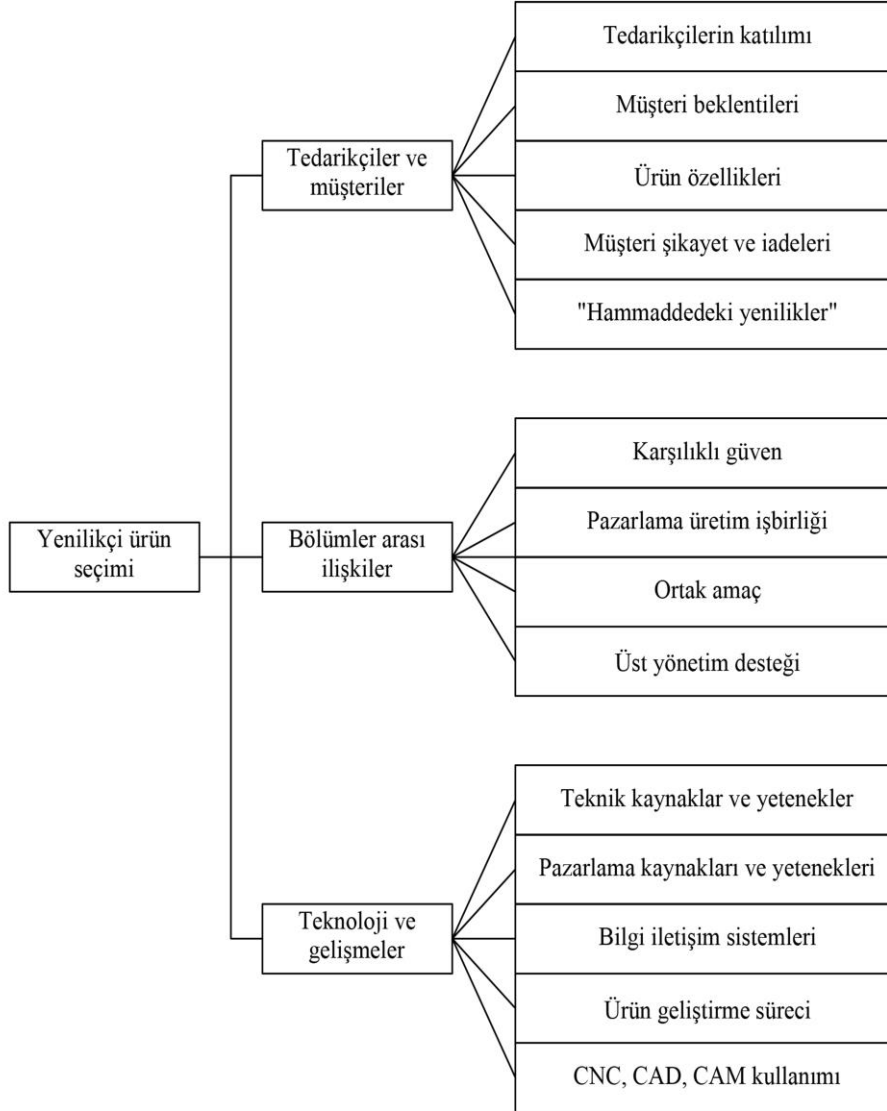 Tedarikçilerin katılımı
Müşteri beklentileri
Tedarikçiler ve
müşteriler
Ürün özellikleri
Müşteri şikayet ve iadeleri
"Hammaddedeki yenilikler"
Karşılıklı güven
Pazarlama üretim işbirliği
Yenilikçi ürün
seçimi
Bölümler arası
ilişkiler
Ortak amaç
Üst yönetim desteği
Teknik kaynaklar ve yetenekler
Pazarlama kaynakları ve yetenekleri
Teknoloji ve
gelişmeler
Bilgi iletişim sistemleri
Ürün geliştirme süreci
CNC, CAD, CAM kullanımı